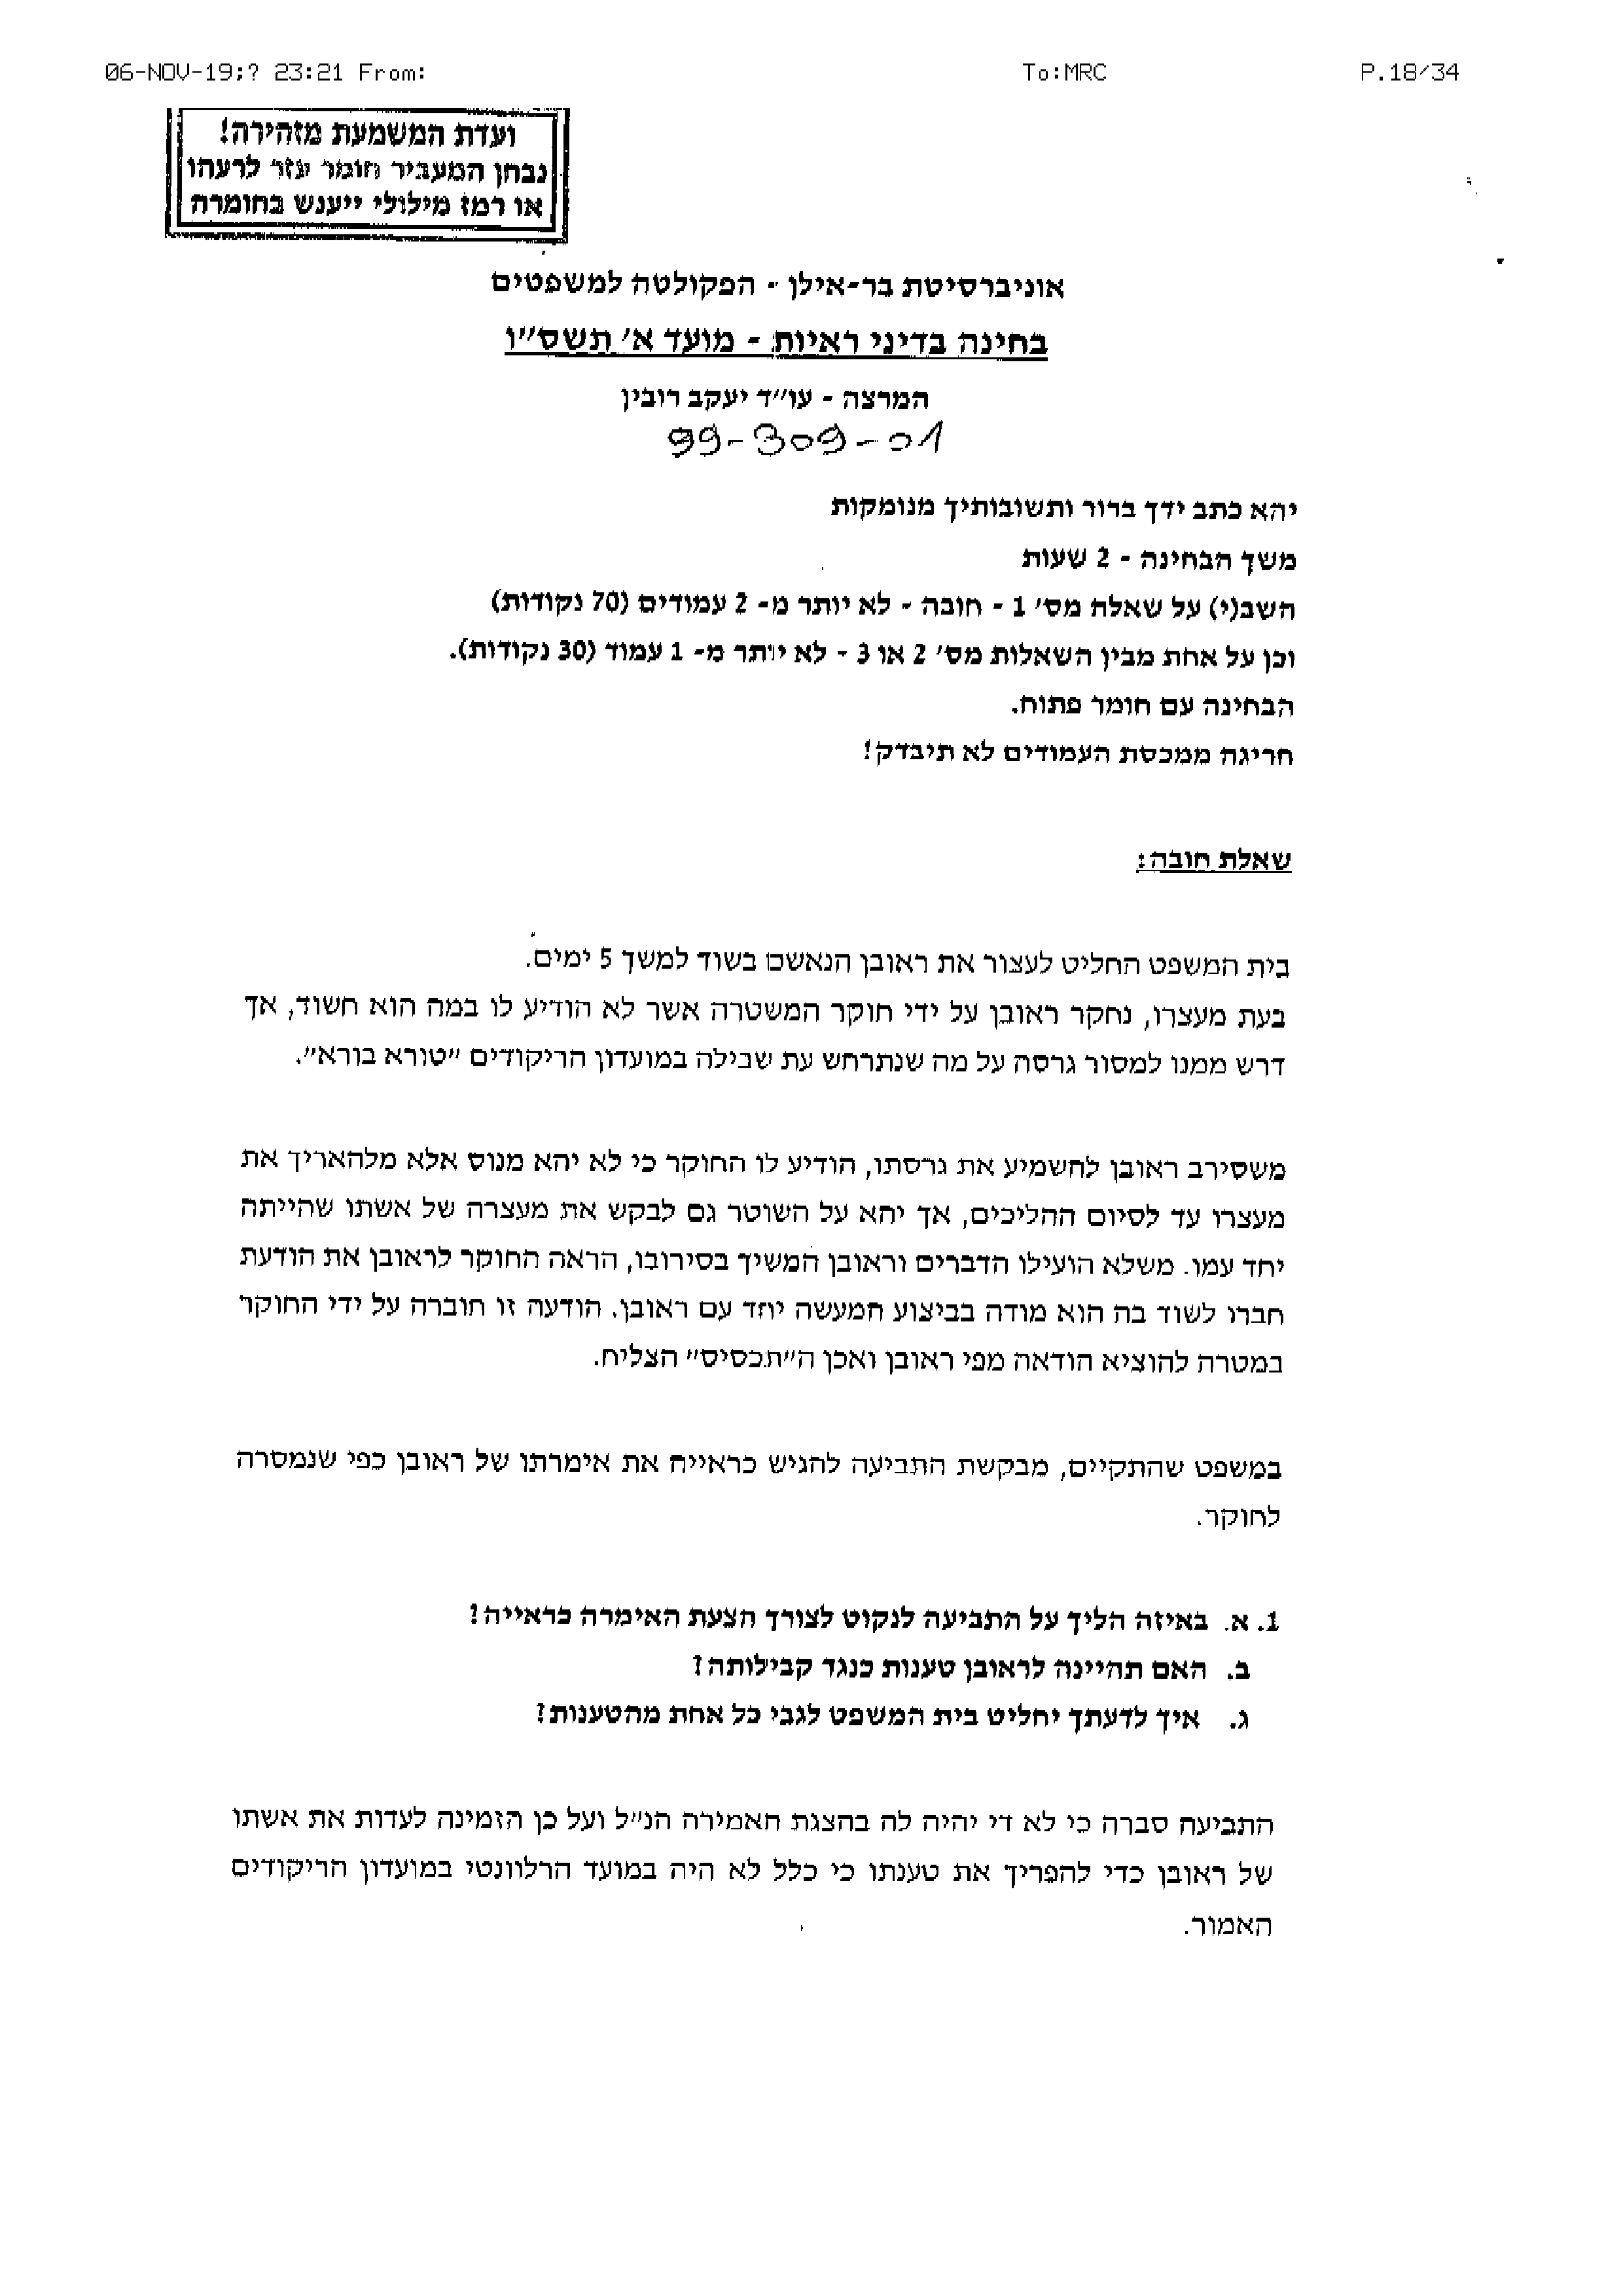 06-NOV-19;? 23:21 From: To:MRC P.18/34
ועדת המשמעת מזהירה!
נבחן המעביר חומר עזר לרעהו
או רמז מילולי ייענש בחומרה
אוניברסיטת בר-אילן - הפקולטה למשפטים
בחינה בדיני ראיות - מועד א' תשס"ו
המרצה - עו"ד יעקב רובין
99-309-01
יהא כתב ידך ברור ותשובותיך מנומקות
משך הבחינה - 2 שעות
השב(י) על שאלה מס' 1 - חובה - לא יותר מ- 2 עמודים (70 נקודות)
וכן על אחת מבין השאלות מס' 2 או 3 - לא יותר מ- 1 עמוד (30 נקודות).
הבחינה עם חומר פתוח.
חריגה ממכסת העמודים לא תיבדק!
שאלת חובה:
בית המשפט החליט לעצור את ראובן הנאשם בשוד למשך 5 ימים.
בעת מעצרו, נחקר ראובן על ידי חוקר המשטרה אשר לא הודיע לו במה הוא חשוד, אך
דרש ממנו למסור גרסה על מה שנתרחש עת שבילה במועדון הריקודים "טורא בורא".
משסירב ראובן להשמיע את גרסתו, הודיע לו החוקר כי לא יהא מנוס אלא מלהאריך את
מעצרו עד לסיום ההליכים, אך יהא על השוטר גם לבקש את מעצרה של אשתו שהייתה
יחד עמו. משלא הועילו הדברים וראובן המשיך בסירובו, הראה החוקר לראובן את הודעת
חברו לשוד בה הוא מודה בביצוע המעשה יחד עם ראובן. הודעה זו חוברה על ידי החוקר
במטרה להוציא הודאה מפי ראובן ואכן ה"תכסיס" הצליח.
במשפט שהתקיים, מבקשת התביעה להגיש כראייה את אימרתו של ראובן כפי שנמסרה
לחוקר.
1. א. באיזה הליך על התביעה לנקוט לצורך הצעת האימרה כראייה?
ב. האם תהיינה לראובן טענות כנגד קבילותה?
ג. איך לדעתך יחליט בית המשפט לגבי כל אחת מהטענות?
התביעה סברה כי לא די יהיה לה בהצגת האמירה הנ"ל ועל כן הזמינה לעדות את אשתו
של ראובן כדי להפריך את טענתו כי כלל לא היה במועד הרלוונטי במועדון הריקודים
האמור.